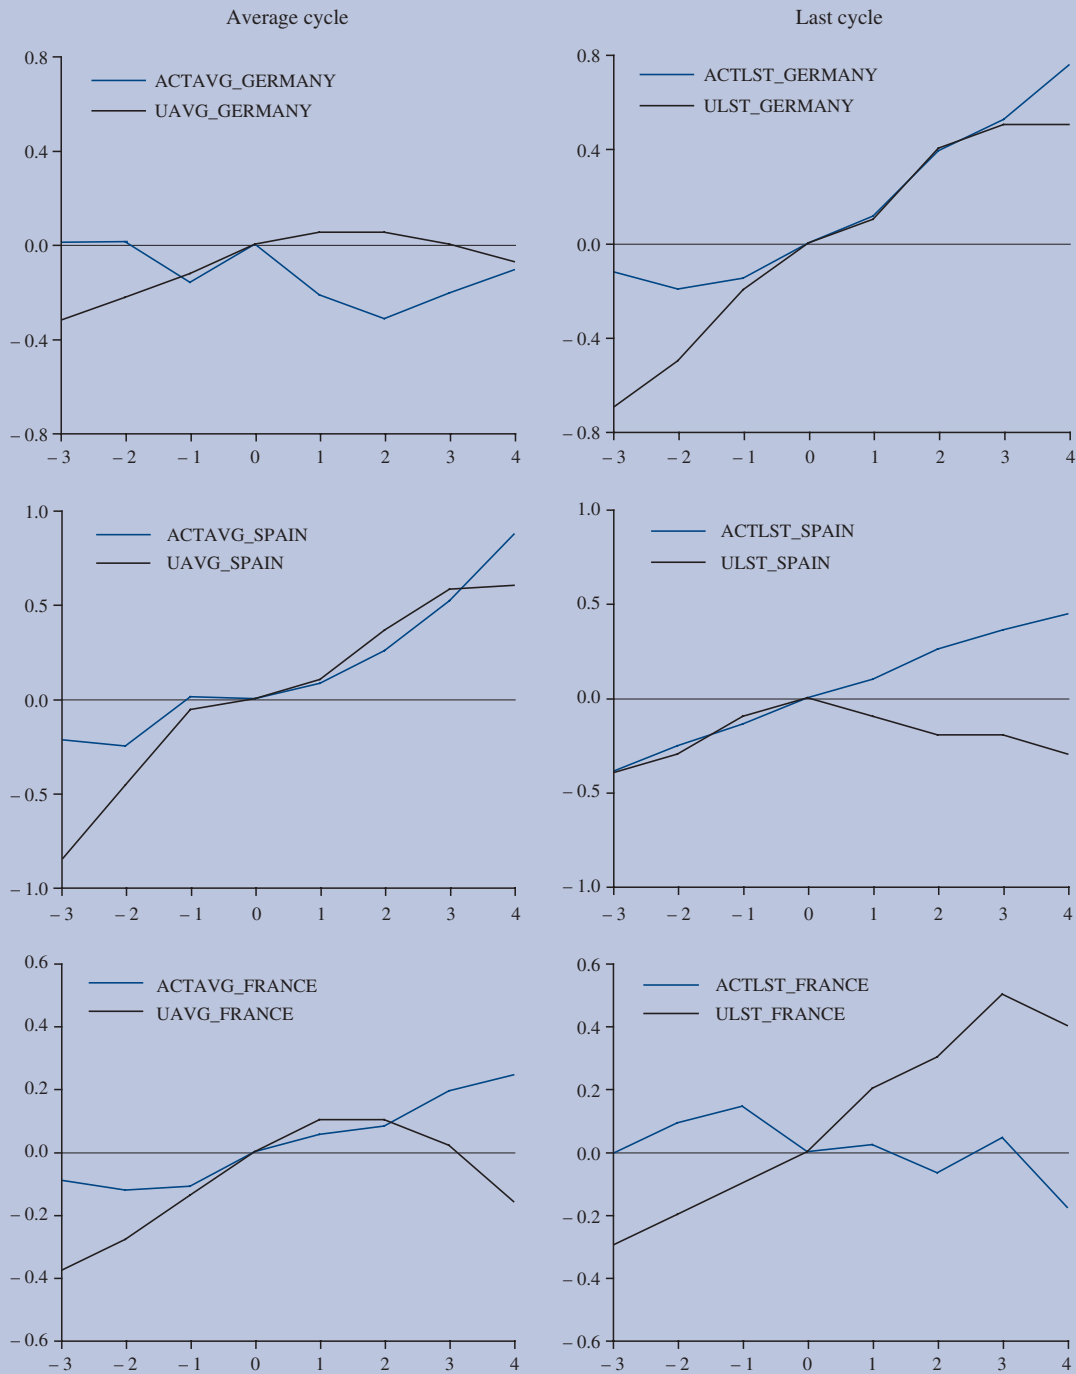 Average cycle
Last cycle
0.8
ACTAVG_GERMANY
UAVG_GERMANY
0.4
0.0
– 0.4
– 0.8
– 3 – 2 – 1 0 1 2 3 4
0.8
ACTLST_GERMANY
ULST_GERMANY
0.4
0.0
– 0.4
– 0.8
– 3 – 2 – 1 0 1 2 3 4
1.0
ACTAVG_SPAIN
UAVG_SPAIN
0.5
0.0
– 0.5
– 1.0
– 3 – 2 – 1 0 1 2 3 4
1.0
ACTLST_SPAIN
ULST_SPAIN
0.5
0.0
– 0.5
– 1.0
– 3 – 2 – 1 0 1 2 3 4
0.6
ACTAVG_FRANCE
UAVG_FRANCE
0.4
0.2
0.0
– 0.2
– 0.4
– 0.6
– 3 – 2 – 1 0 1 2 3 4
0.6
ACTLST_FRANCE
ULST_FRANCE
0.4
0.2
0.0
– 0.2
– 0.4
– 0.6
– 3 – 2 – 1 0 1 2 3 4